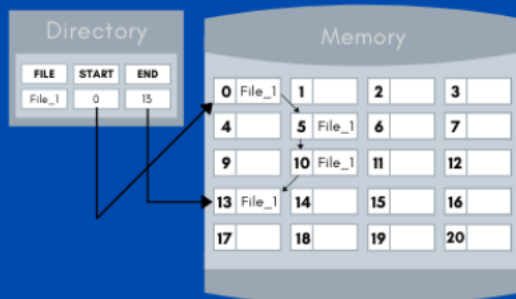 Directory
FILE START END
File_1 0 13
Memory
0 File_1 1 2 3
4 5 File_1 6 7
9 10 File_1 11 12
13 File_1 14 15 16
17 18 19 20